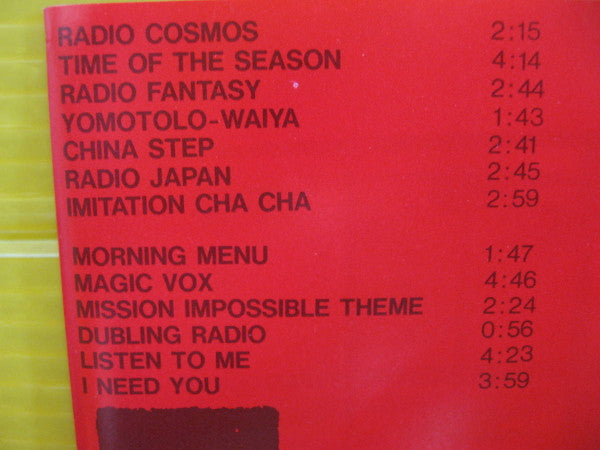 RADIO COSMOS 2:15
TIME OF THE SEASON 4:14
RADIO FANTASY 2:44
YOMOTOLO-WAIYA 1:43
CHINA STEP 2:41
RADIO JAPAN 2:45
IMITATION CHA CHA 2:59
MORNING MENU 1:47
MAGIC VOX 4:46
MISSION IMPOSSIBLE THEME 2:24
DUBLING RADIO 0:56
LISTEN TO ME 4:23
I NEED YOU 3:59